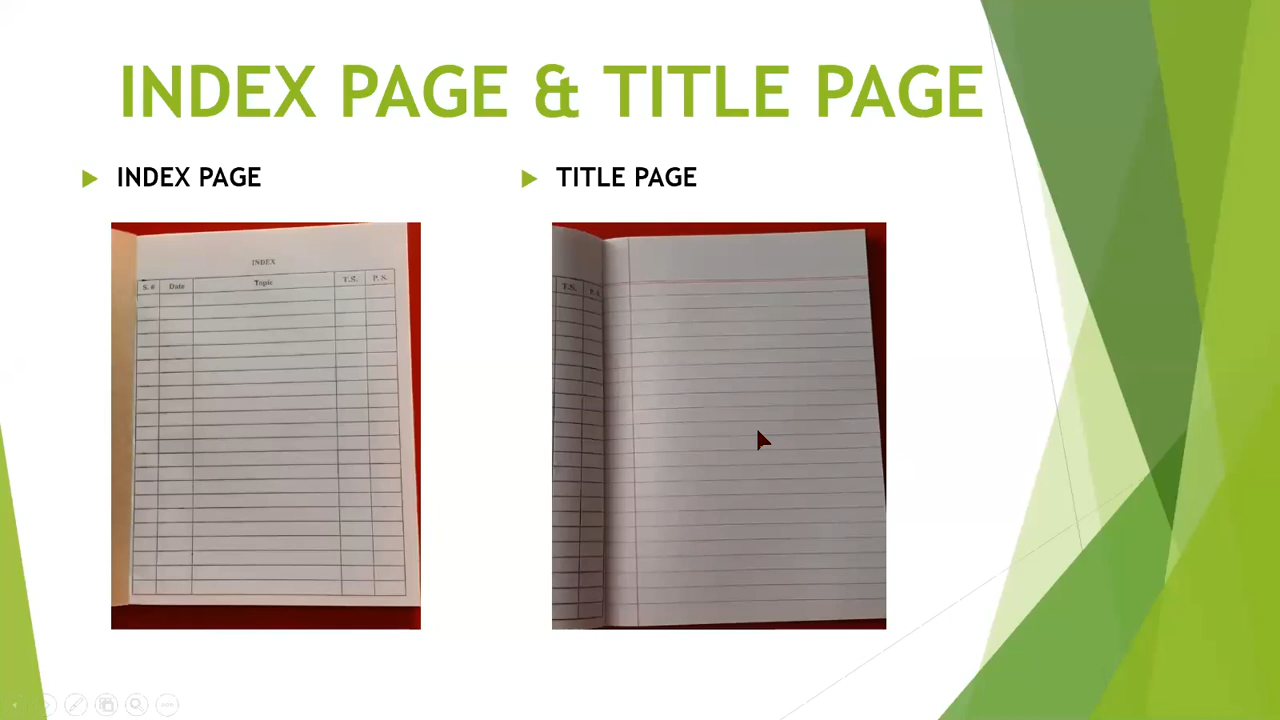 INDEX PAGE & TITLE PAGE
INDEX PAGE
TITLE PAGE
INDEX
S. # Date Topic T.S. P. S.
T.S. P. S.